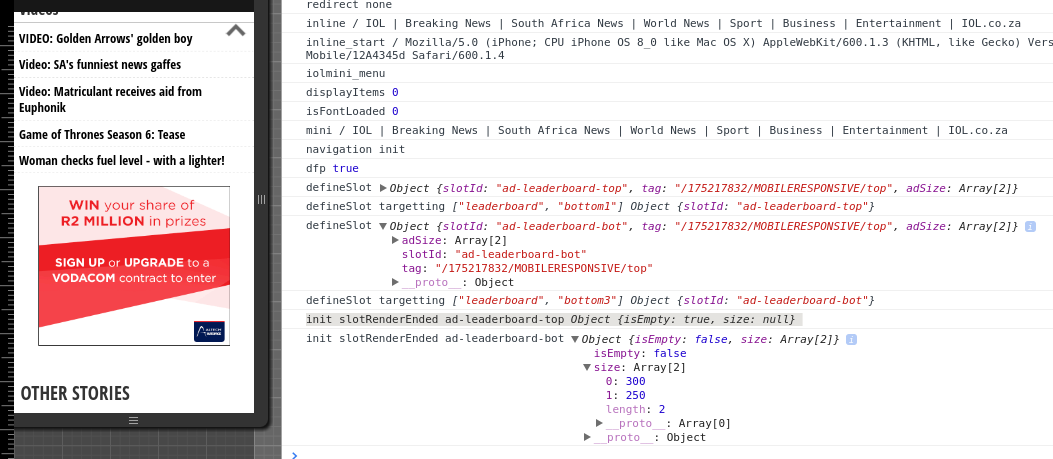 Videos
VIDEO: Golden Arrows' golden boy
Video: SA's funniest news gaffes
Video: Matriculant receives aid from
Euphonik
Game of Thrones Season 6: Tease
Woman checks fuel level - with a lighter!
WIN your share of
R2 MILLION in prizes
SIGN UP or UPGRADE to a
VODACOM contract to enter
OTHER STORIES
redirect none
inline / IOL | Breaking News | South Africa News | World News | Sport | Business | Entertainment | IOL.co.za
inline_start / Mozilla/5.0 (iPhone; CPU iPhone OS 8_0 like Mac OS X) AppleWebKit/600.1.3 (KHTML, like Gecko) Vers
Mobile/12A4345d Safari/600.1.4
iolmini_menu
displayItems 0
isFontLoaded 0
mini / IOL | Breaking News | South Africa News | World News | Sport | Business | Entertainment | IOL.co.za
navigation init
dfp true
defineSlot Object {slotId: "ad-leaderboard-top", tag: "/175217832/MOBILERESPONSIVE/top", adSize: Array[2]}
defineSlot targetting ["leaderboard", "bottom1"] Object {slotId: "ad-leaderboard-top"}
defineSlot Object {slotId: "ad-leaderboard-bot", tag: "/175217832/MOBILERESPONSIVE/top", adSize: Array[2]}
adSize: Array[2]
slotId: "ad-leaderboard-bot"
tag: "/175217832/MOBILERESPONSIVE/top"
__proto__: Object
defineSlot targetting ["leaderboard", "bottom3"] Object {slotId: "ad-leaderboard-bot"}
init slotRenderEnded ad-leaderboard-top Object {isEmpty: true, size: null}
init slotRenderEnded ad-leaderboard-bot Object {isEmpty: false, size: Array[2]}
isEmpty: false
size: Array[2]
0: 300
1: 250
length: 2
__proto__: Array[0]
__proto__: Object